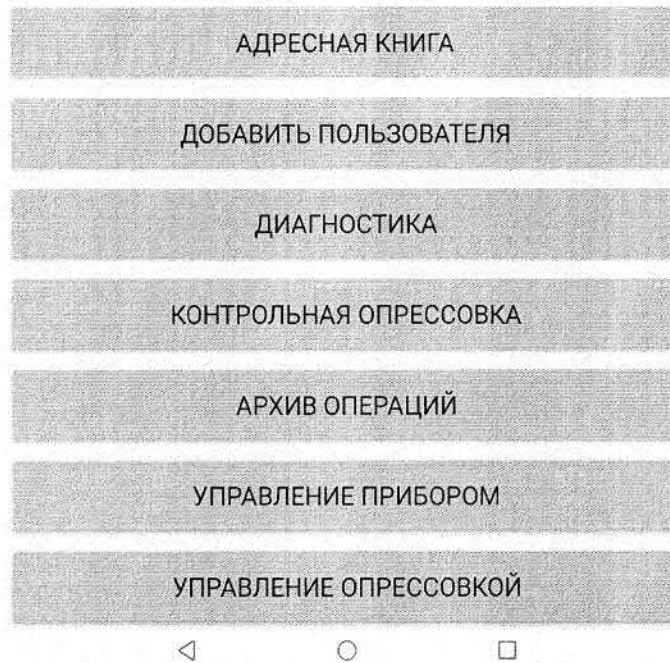 АДРЕСНАЯ КНИГА
ДОБАВИТЬ ПОЛЬЗОВАТЕЛЯ
ДИАГНОСТИКА
КОНТРОЛЬНАЯ ОПРЕССОВКА
АРХИВ ОПЕРАЦИЙ
УПРАВЛЕНИЕ ПРИБОРОМ
УПРАВЛЕНИЕ ОПРЕССОВКОЙ